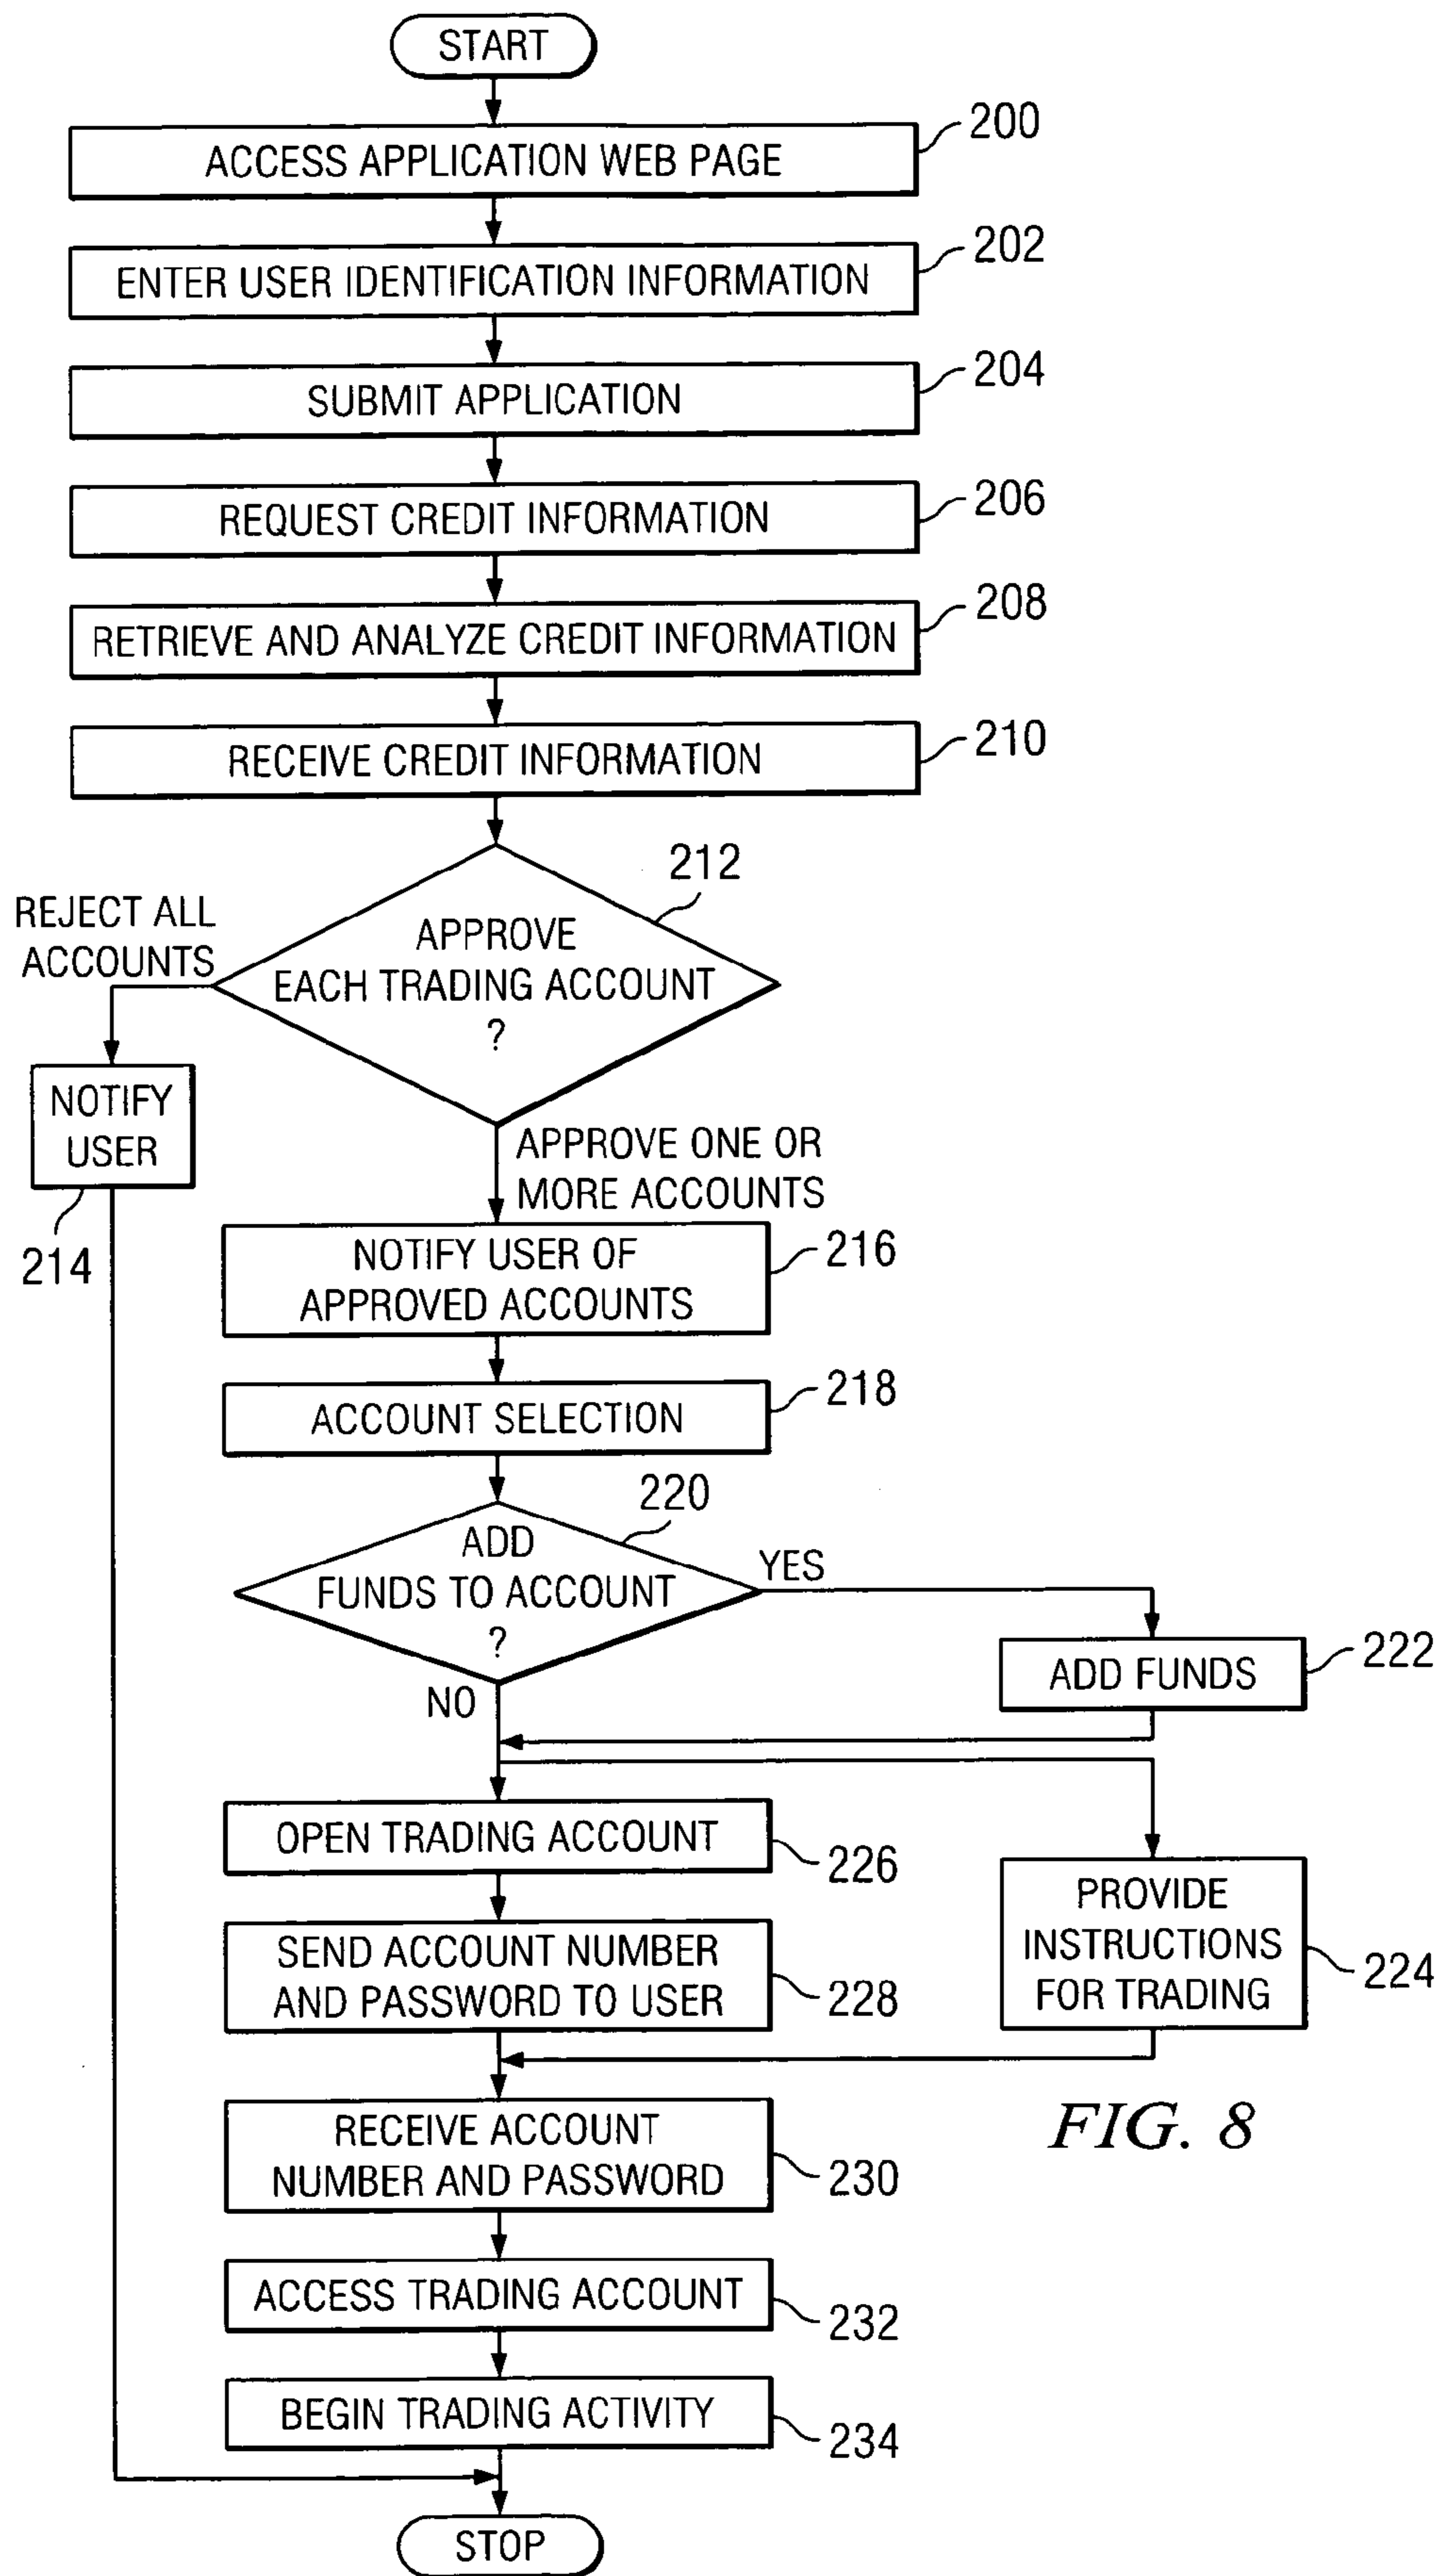 START
200
ACCESS APPLICATION WEB PAGE
202
ENTER USER IDENTIFICATION INFORMATION
204
SUBMIT APPLICATION
206
REQUEST CREDIT INFORMATION
208
RETRIEVE AND ANALYZE CREDIT INFORMATION
210
RECEIVE CREDIT INFORMATION
212
REJECT ALL
ACCOUNTS
APPROVE
EACH TRADING ACCOUNT
?
NOTIFY
USER
214
APPROVE ONE OR
MORE ACCOUNTS
NOTIFY USER OF
APPROVED ACCOUNTS
216
ACCOUNT SELECTION
218
220
ADD
FUNDS TO ACCOUNT
?
YES
NO
ADD FUNDS
222
OPEN TRADING ACCOUNT
226
PROVIDE
INSTRUCTIONS
FOR TRADING
224
SEND ACCOUNT NUMBER
AND PASSWORD TO USER
228
RECEIVE ACCOUNT
NUMBER AND PASSWORD
230
FIG. 8
ACCESS TRADING ACCOUNT
232
BEGIN TRADING ACTIVITY
234
STOP